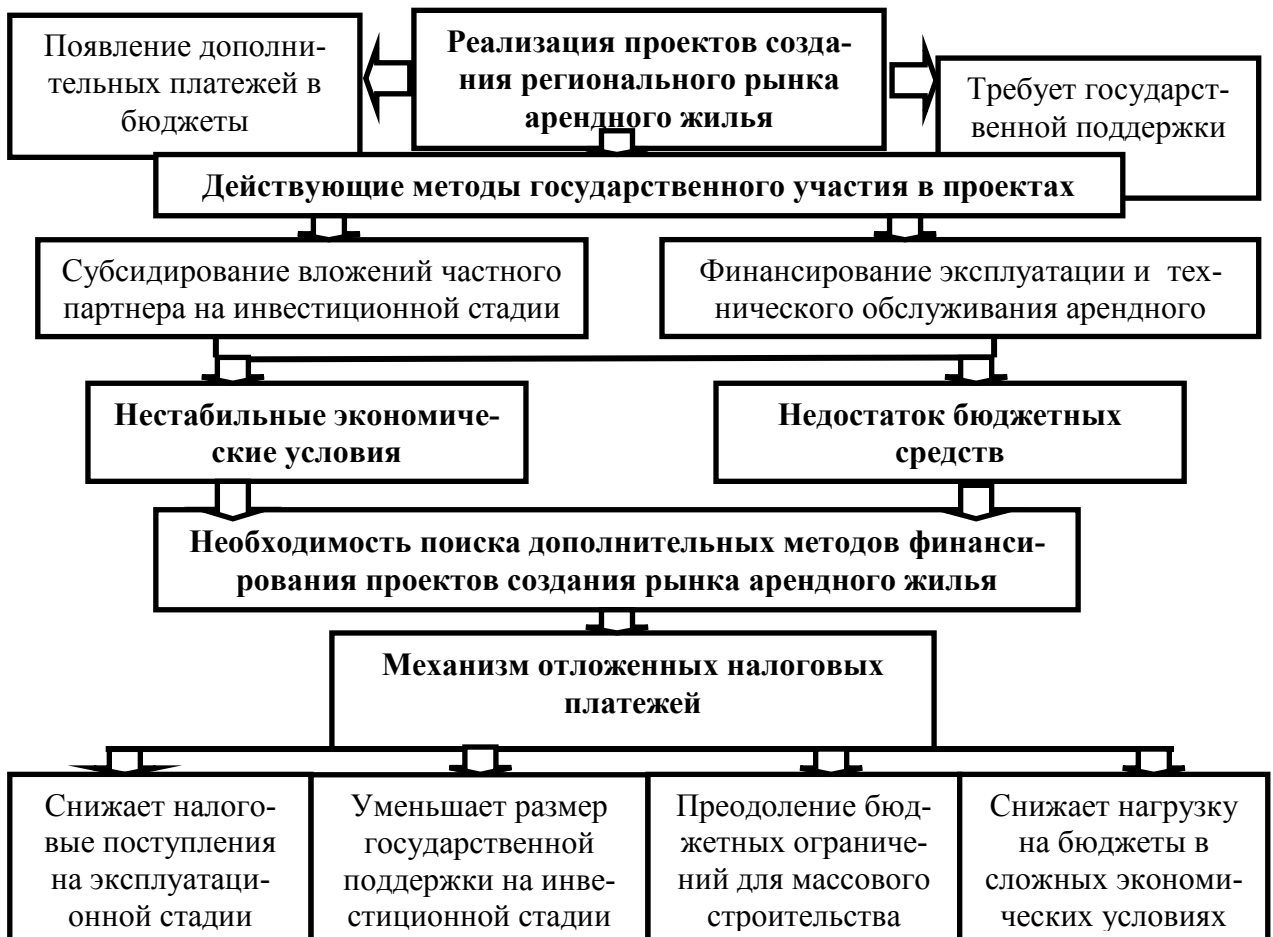 Появление дополни-
тельных платежей в
бюджеты
Реализация проектов созда-
ния регионального рынка
арендного жилья
Требует государст-
венной поддержки
Действующие методы государственного участия в проектах
Субсидирование вложений частного
партнера на инвестиционной стадии
Финансирование эксплуатации и тех-
нического обслуживания арендного
Нестабильные экономиче-
ские условия
Недостаток бюджетных
средств
Необходимость поиска дополнительных методов финанси-
рования проектов создания рынка арендного жилья
Механизм отложенных налоговых
платежей
Снижает налого-
вые поступления
на эксплуатаци-
онной стадии
Уменьшает размер
государственной
поддержки на инве-
стиционной стадии
Преодоление бюд-
жетных ограниче-
ний для массового
строительства
Снижает нагрузку
на бюджеты в
сложных экономи-
ческих условиях